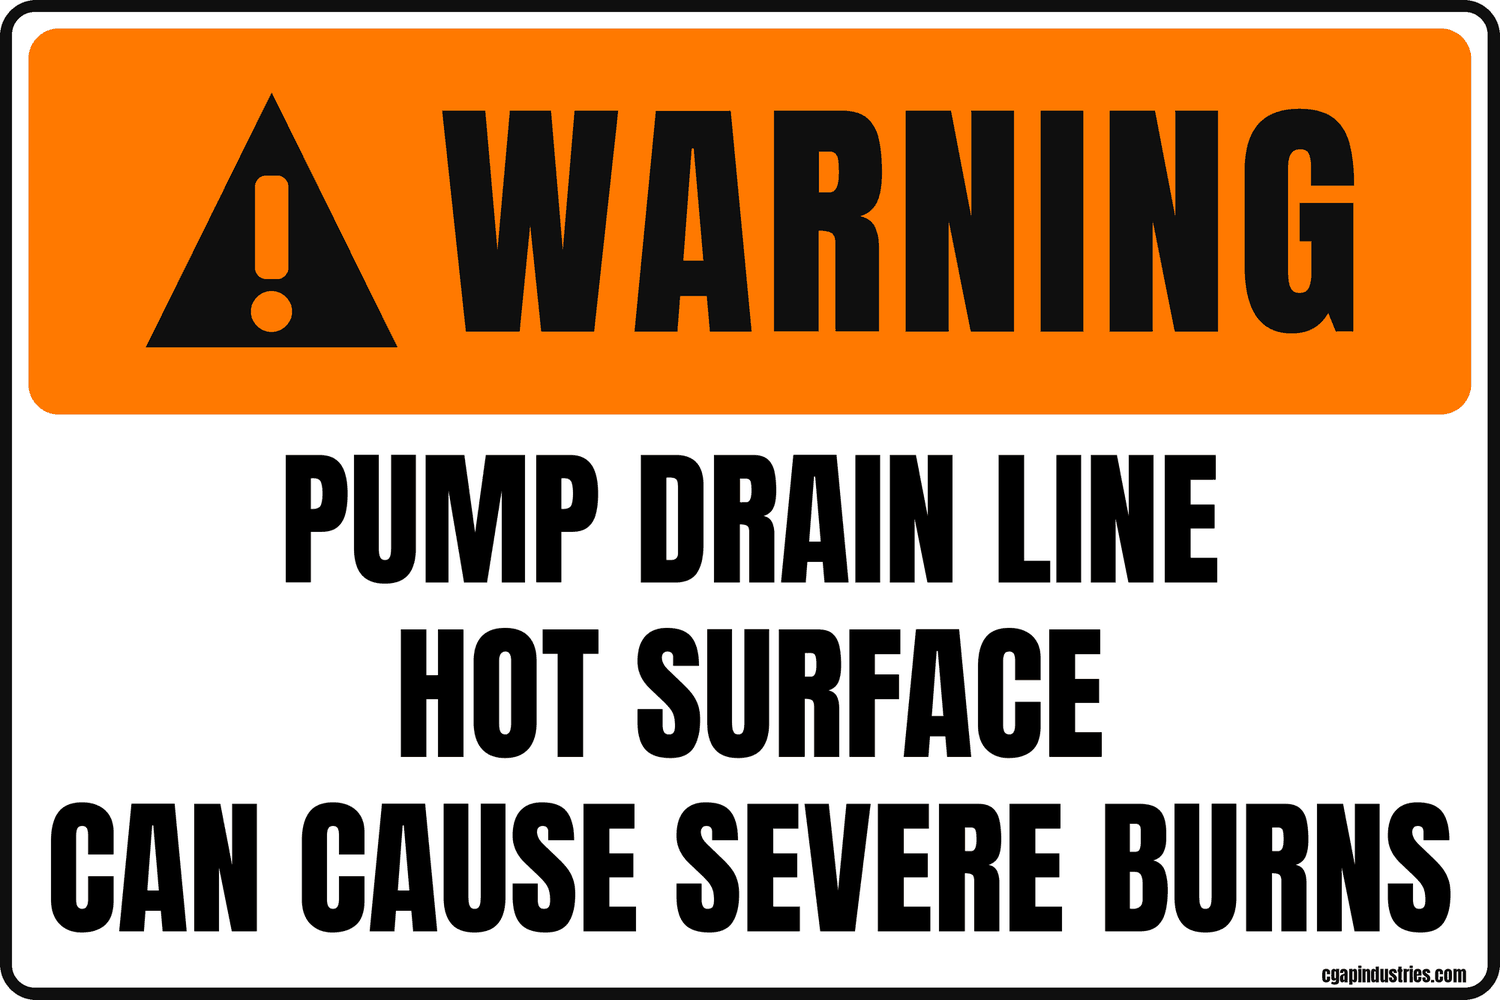 WARNING
PUMP DRAIN LINE
HOT SURFACE
CAN CAUSE SEVERE BURNS
cgapindustries.com